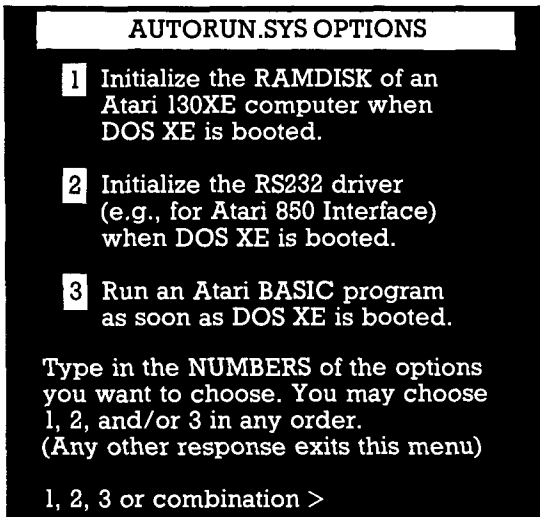 AUTORUN.SYS OPTIONS
1 Initialize the RAMDISK of an
Atari 130XE computer when
DOS XE is booted.
2 Initialize the RS232 driver
(e.g., for Atari 850 Interface)
when DOS XE is booted.
3 Run an Atari BASIC program
as soon as DOS XE is booted.
Type in the NUMBERS of the options
you want to choose. You may choose
1, 2, and/or 3 in any order.
(Any other response exits this menu)
1, 2, 3 or combination >